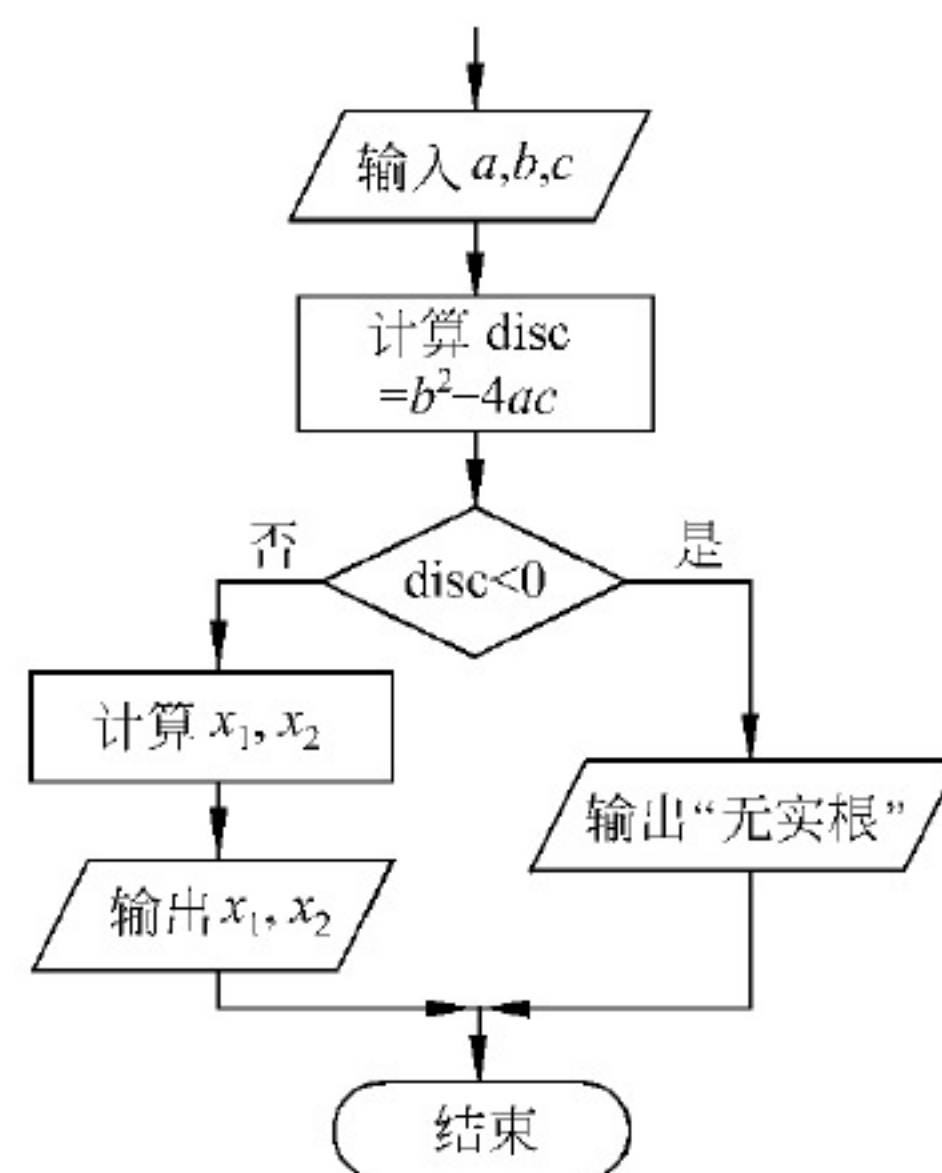 输入 a,b,c
计算 disc
=b²−4ac
否
是
disc<0
计算 x₁, x₂
输出“无实根”
输出 x₁, x₂
结束